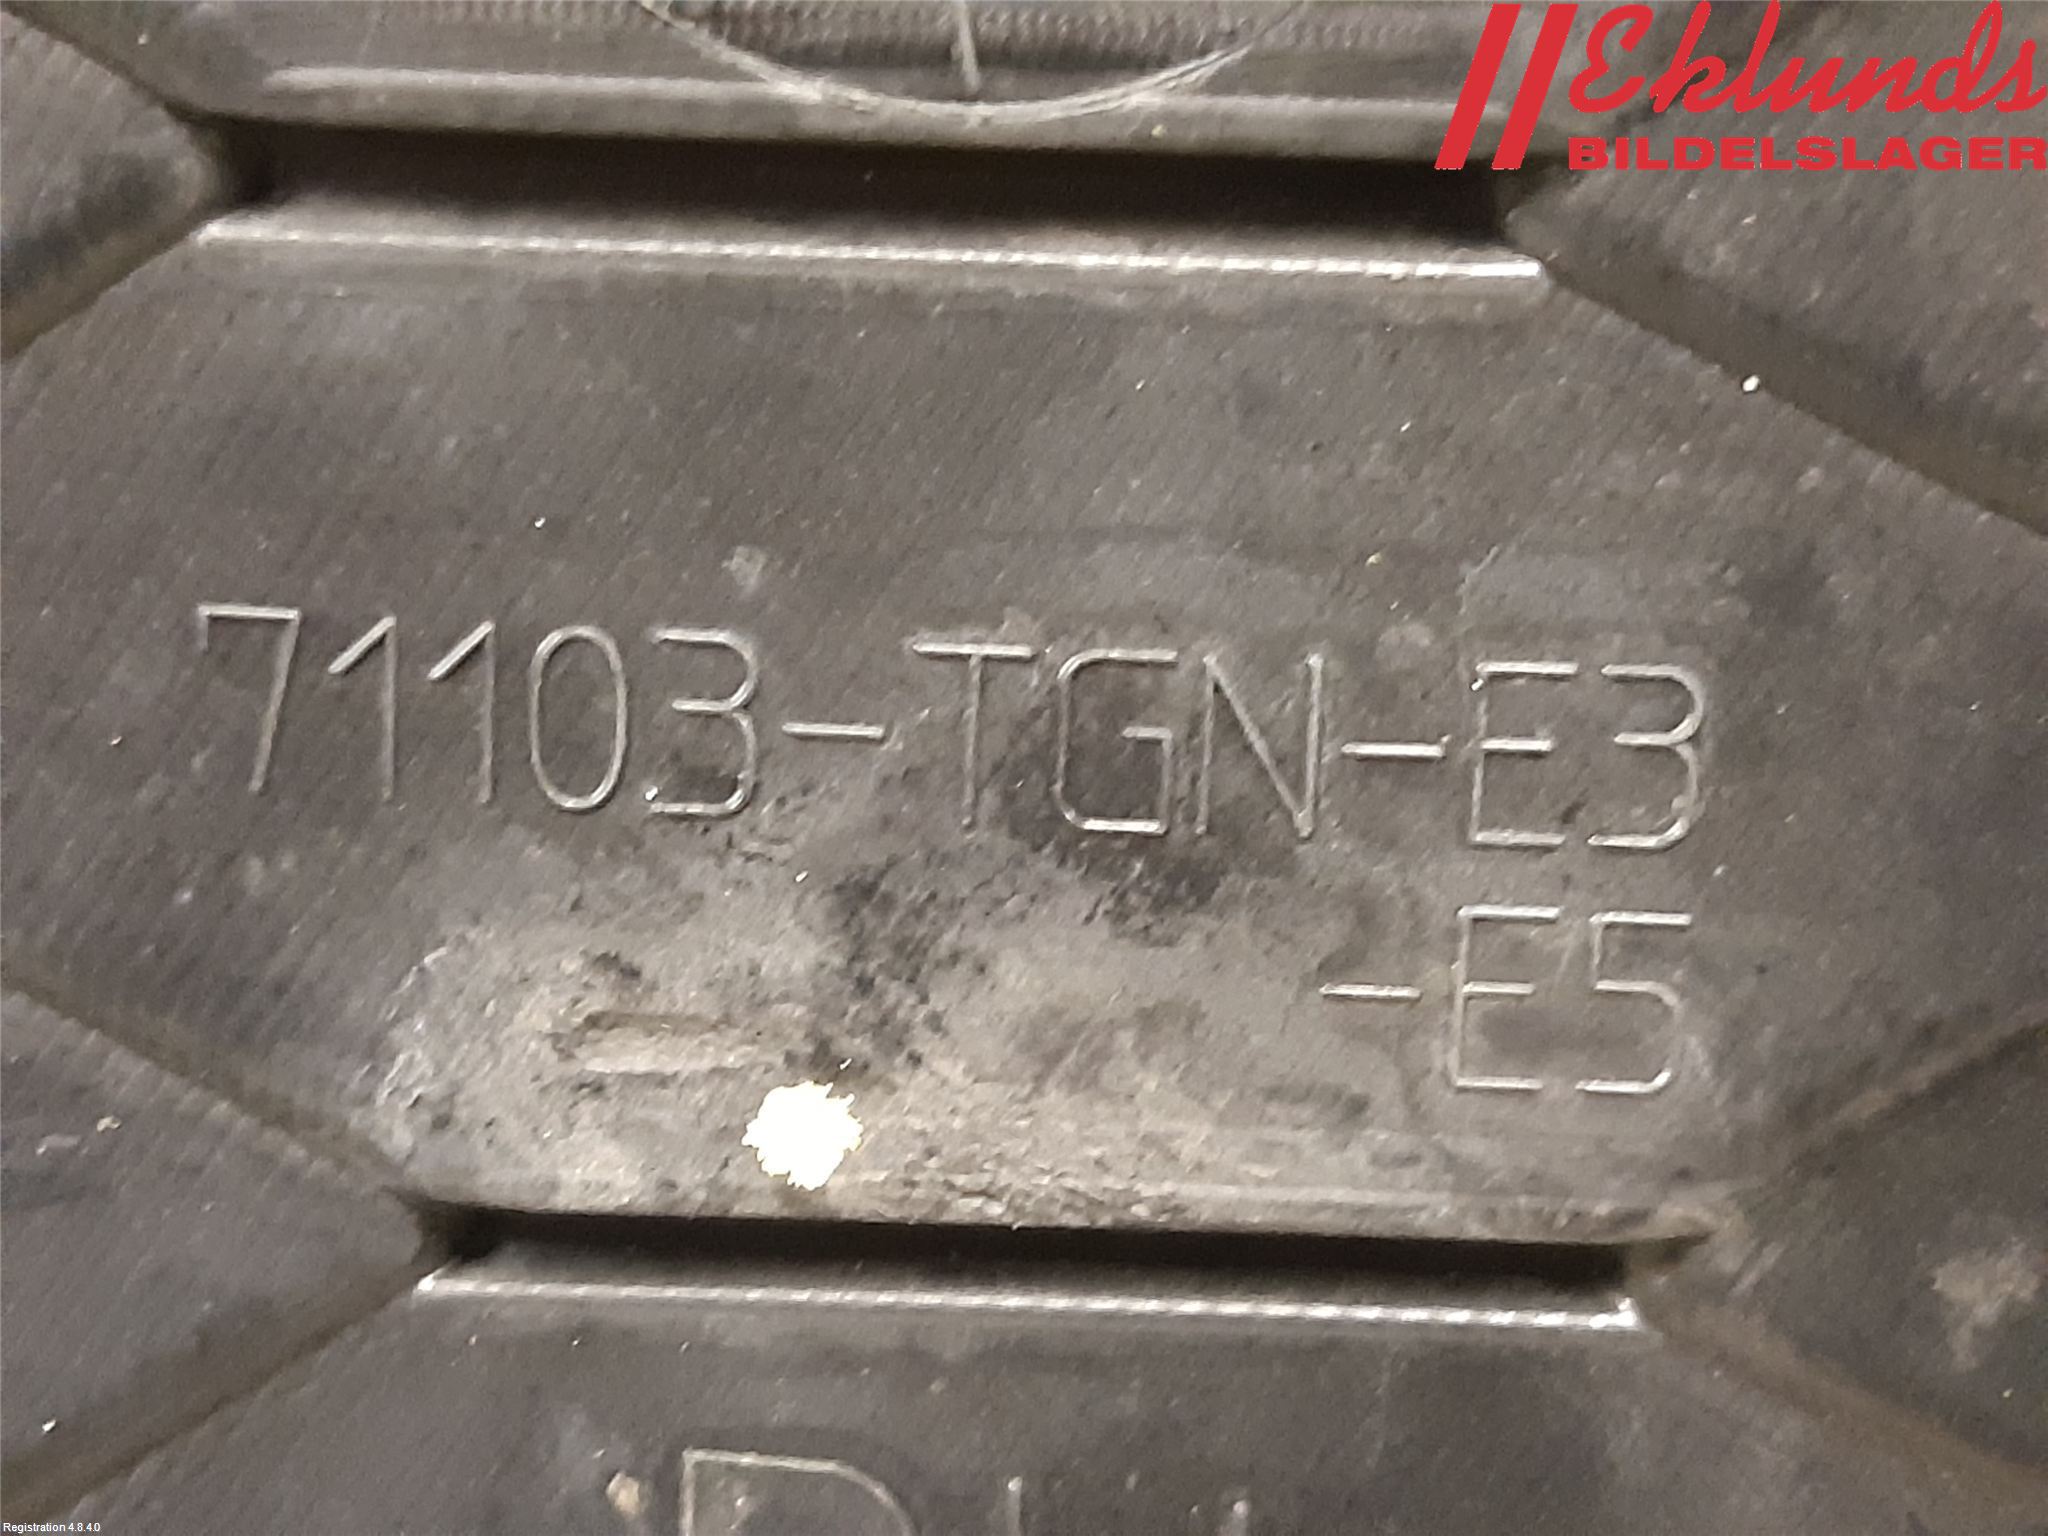 Eklunds
BILDELSLAGER
71103-TGN-E3
-E5
Registration 4.8.4.0